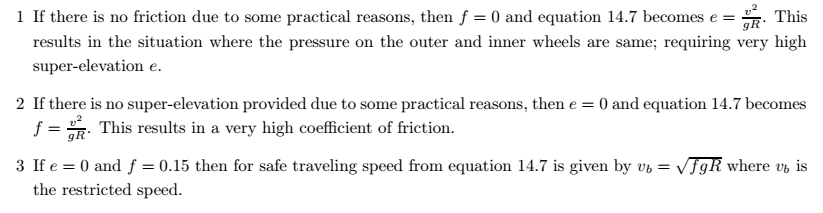 1 If there is no friction due to some practical reasons, then f = 0 and equation 14.7 becomes e = v²/gR. This
results in the situation where the pressure on the outer and inner wheels are same; requiring very high
super-elevation e.
2 If there is no super-elevation provided due to some practical reasons, then e = 0 and equation 14.7 becomes
f = v²/gR. This results in a very high coefficient of friction.
3 If e = 0 and f = 0.15 then for safe traveling speed from equation 14.7 is given by v_b = √fgR where v_b is
the restricted speed.